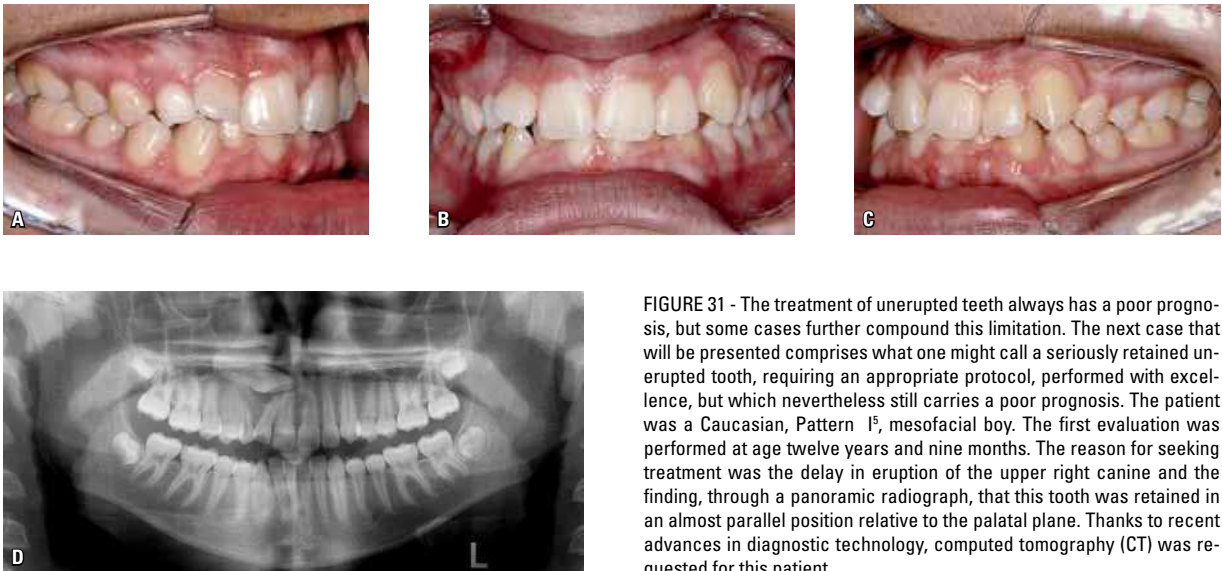 A
B
C
D
L
FIGURE 31 - The treatment of unerupted teeth always has a poor progno-
sis, but some cases further compound this limitation. The next case that
will be presented comprises what one might call a seriously retained un-
erupted tooth, requiring an appropriate protocol, performed with excel-
lence, but which nevertheless still carries a poor prognosis. The patient
was a Caucasian, Pattern I⁵, mesofacial boy. The first evaluation was
performed at age twelve years and nine months. The reason for seeking
treatment was the delay in eruption of the upper right canine and the
finding, through a panoramic radiograph, that this tooth was retained in
an almost parallel position relative to the palatal plane. Thanks to recent
advances in diagnostic technology, computed tomography (CT) was re-
quested for this patient.